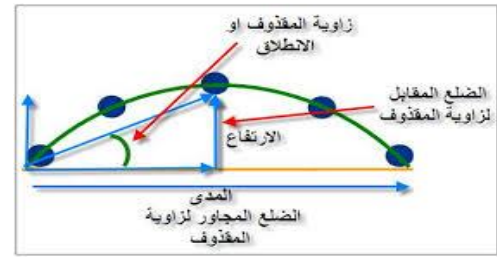 زاوية المقذوف او
الانطلاق
الضلع المقابل
لزاوية المقذوف
الارتفاع
المدى
الضلع المجاور لزاوية
المقذوف